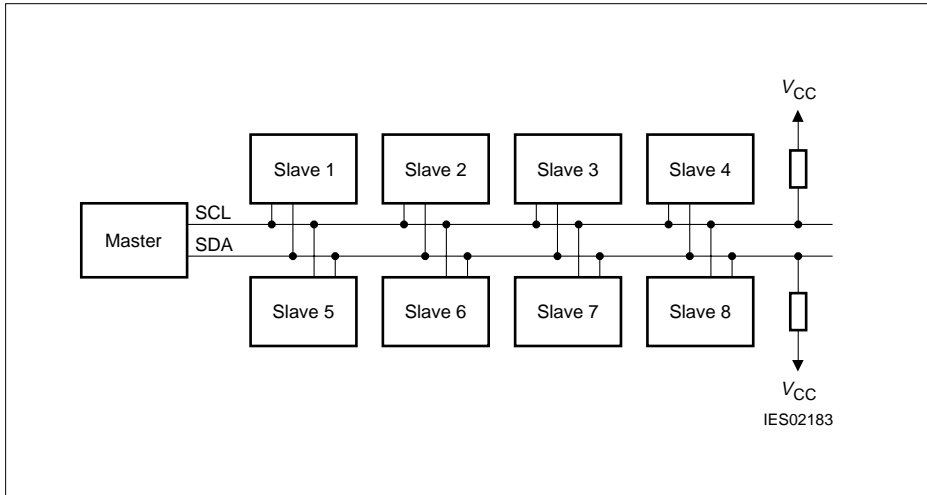 VCC
Slave 1
Slave 2
Slave 3
Slave 4
SCL
Master
SDA
Slave 5
Slave 6
Slave 7
Slave 8
VCC
IES02183